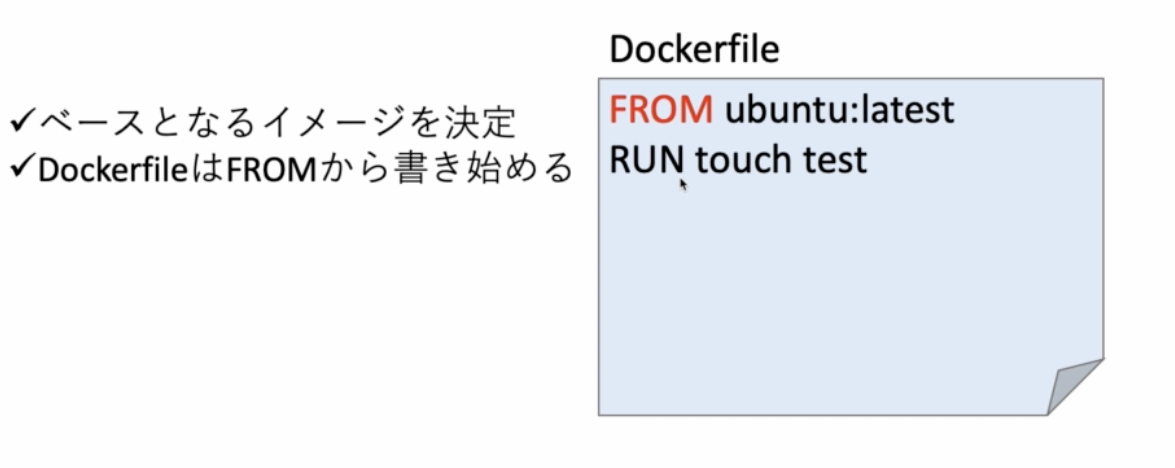 ✓ベースとなるイメージを決定
✓DockerfileはFROMから書き始める
Dockerfile
FROM ubuntu:latest
RUN touch test